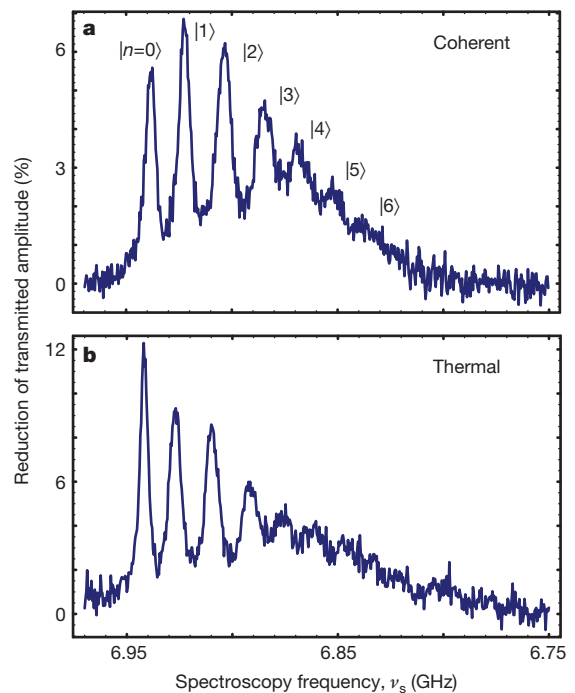 a
Coherent
|n=0⟩
|1⟩
|2⟩
|3⟩
|4⟩
|5⟩
|6⟩
6
3
0
Reduction of transmitted amplitude (%)
b
Thermal
12
6
0
6.95
6.85
6.75
Spectroscopy frequency, νs (GHz)